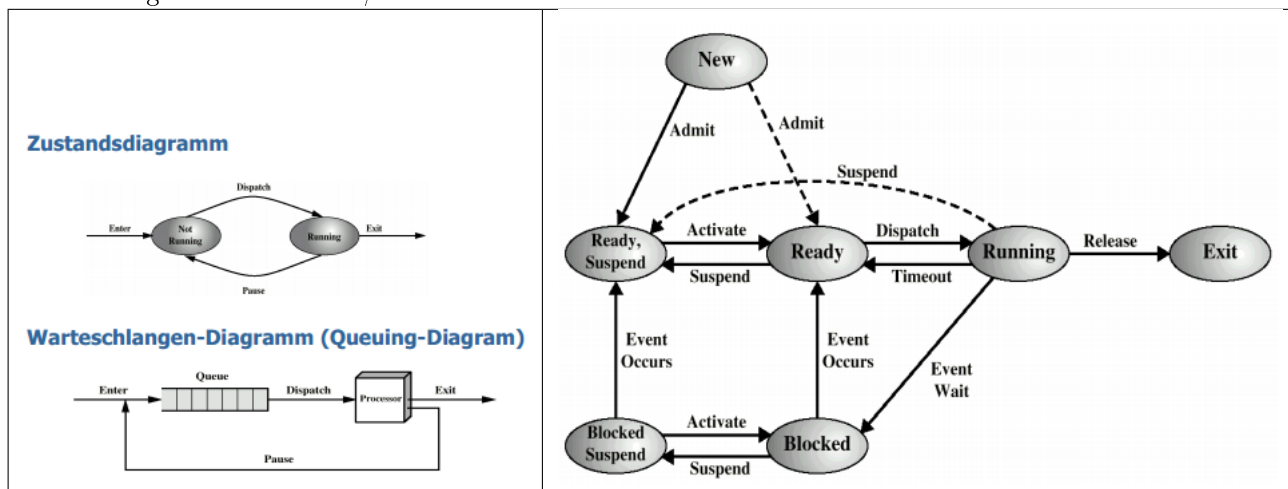 Zustandsdiagramm
Dispatch
Enter
Not
Running
Running
Exit
Pause
Warteschlangen-Diagramm (Queuing-Diagram)
Enter
Queue
Dispatch
Processor
Exit
Pause
New
Admit
Admit
Suspend
Ready,
Suspend
Activate
Suspend
Ready
Dispatch
Timeout
Running
Release
Exit
Event
Occurs
Event
Occurs
Event
Wait
Blocked
Suspend
Activate
Suspend
Blocked